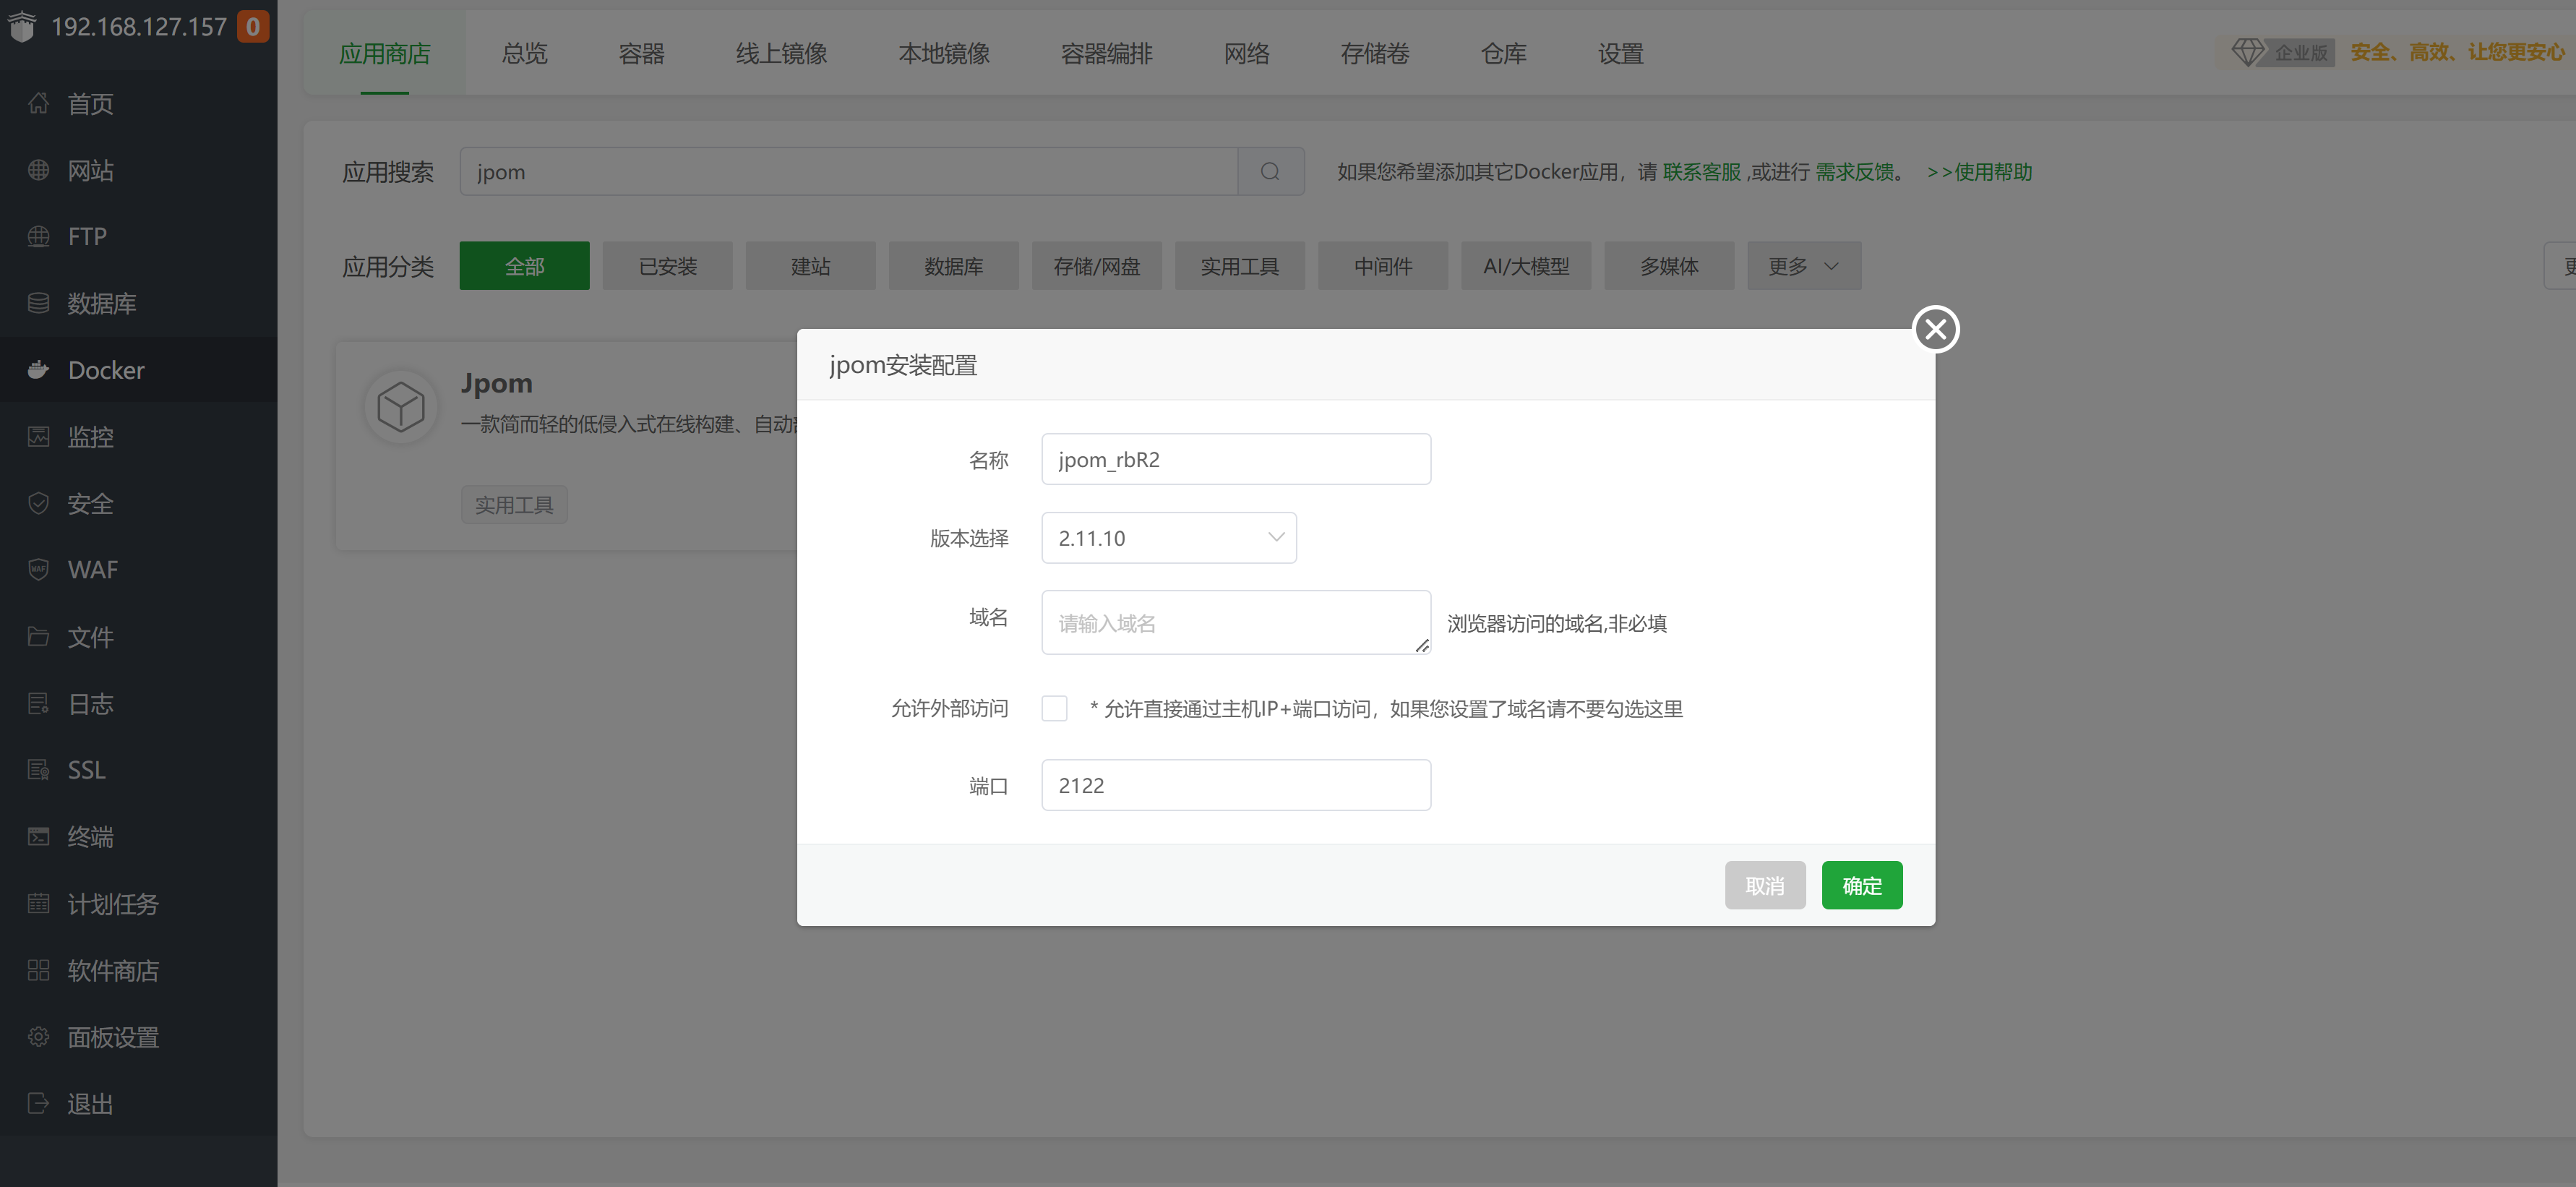 192.168.127.157 0
首页
网站
FTP
数据库
Docker
监控
安全
WAF
文件
日志
SSL
终端
计划任务
软件商店
面板设置
退出
应用商店 总览 容器 线上镜像 本地镜像 容器编排 网络 存储卷 仓库 设置
企业版 安全、高效、让您更安心
应用搜索 jpom 如果您希望添加其它Docker应用，请 联系客服 ,或进行 需求反馈。 >>使用帮助
应用分类 全部 已安装 建站 数据库 存储/网盘 实用工具 中间件 AI/大模型 多媒体 更多
Jpom
一款简而轻的低侵入式在线构建、自动
实用工具
jpom安装配置
名称 jpom_rbR2
版本选择 2.11.10
域名 请输入域名 浏览器访问的域名,非必填
允许外部访问 * 允许直接通过主机IP+端口访问，如果您设置了域名请不要勾选这里
端口 2122
取消 确定